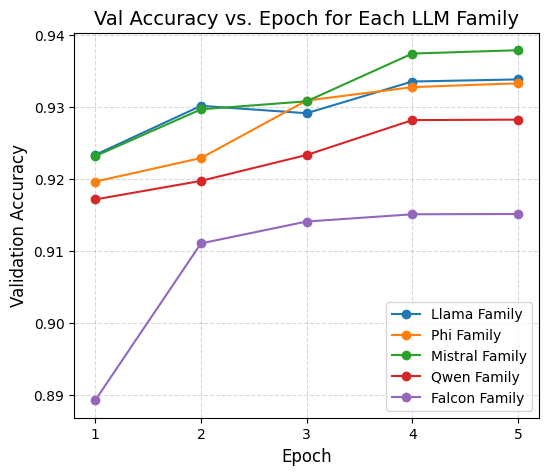 Val Accuracy vs. Epoch for Each LLM Family
Validation Accuracy
0.94
0.93
0.92
0.91
0.90
0.89
1 2 3 4 5
Epoch
Llama Family
Phi Family
Mistral Family
Qwen Family
Falcon Family